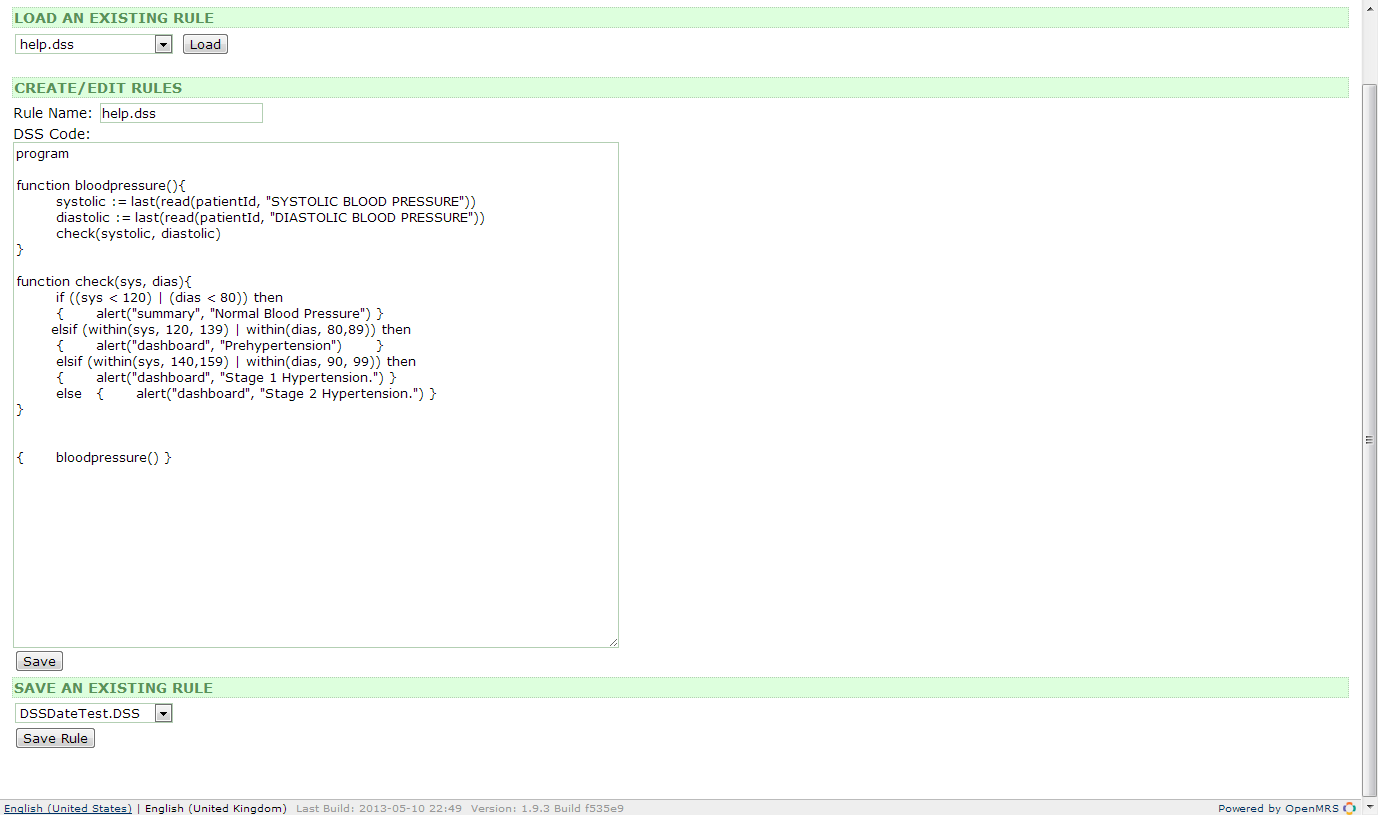 LOAD AN EXISTING RULE
help.dss Load
CREATE/EDIT RULES
Rule Name: help.dss
DSS Code:
program
function bloodpressure(){
systolic := last(read(patientId, "SYSTOLIC BLOOD PRESSURE"))
diastolic := last(read(patientId, "DIASTOLIC BLOOD PRESSURE"))
check(systolic, diastolic)
}
function check(sys, dias){
if ((sys < 120) | (dias < 80)) then
{ alert("summary", "Normal Blood Pressure") }
elsif (within(sys, 120, 139) | within(dias, 80,89)) then
{ alert("dashboard", "Prehypertension") }
elsif (within(sys, 140,159) | within(dias, 90, 99)) then
{ alert("dashboard", "Stage 1 Hypertension.") }
else { alert("dashboard", "Stage 2 Hypertension.") }
}
{ bloodpressure() }
Save
SAVE AN EXISTING RULE
DSSDateTest.DSS
Save Rule
English (United States) | English (United Kingdom) Last Build: 2013-05-10 22:49 Version: 1.9.3 Build f535e9 Powered by OpenMRS